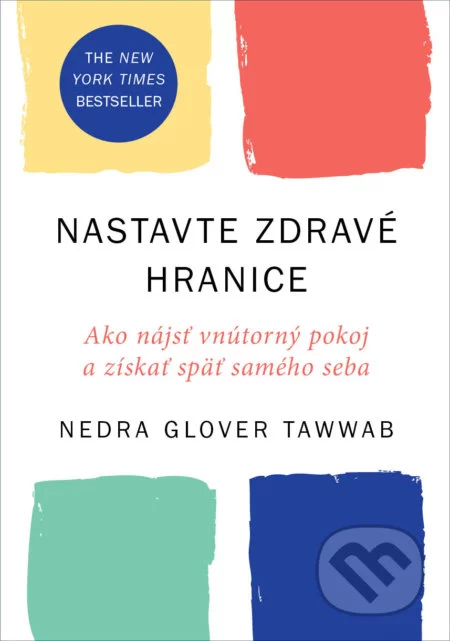 THE NEW
YORK TIMES
BESTSELLER
NASTAVTE ZDRAVÉ
HRANICE
Ako nájsť vnútorný pokoj
a získať späť samého seba
NEDRA GLOVER TAWWAB